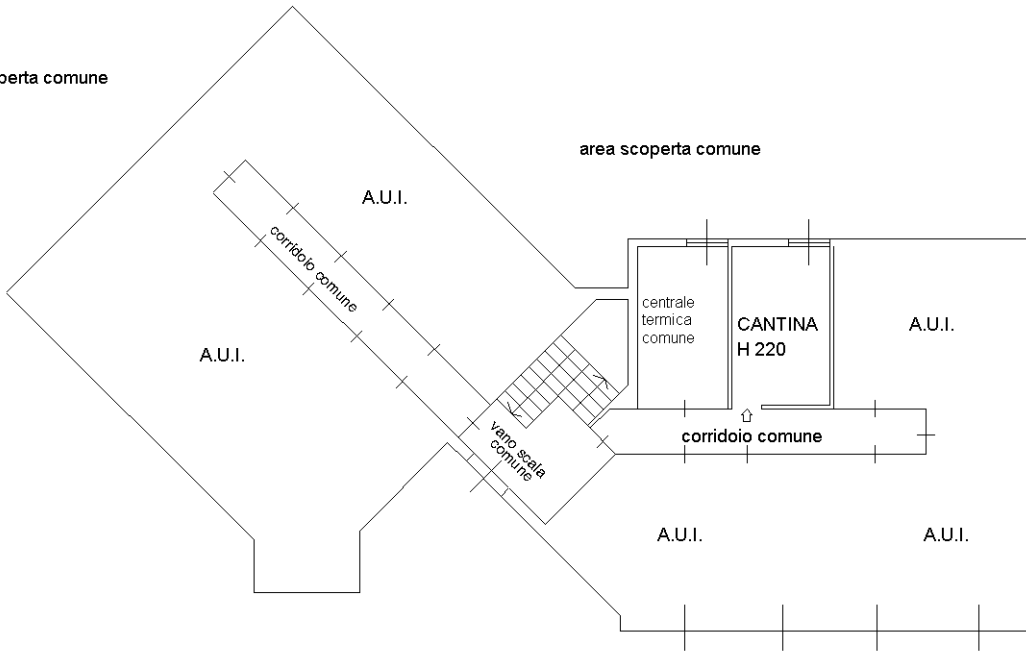 perta comune
area scoperta comune
A.U.I.
corridoio comune
centrale
termica
comune
CANTINA
H 220
A.U.I.
A.U.I.
vano scala
comune
corridoio comune
A.U.I.
A.U.I.